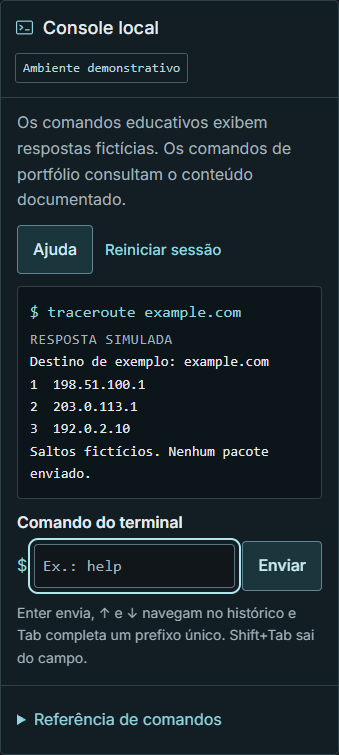 Console local
Ambiente demonstrativo
Os comandos educativos exibem
respostas fictícias. Os comandos de
portfólio consultam o conteúdo
documentado.
Ajuda Reiniciar sessão
$ traceroute example.com
RESPOSTA SIMULADA
Destino de exemplo: example.com
1 198.51.100.1
2 203.0.113.1
3 192.0.2.10
Saltos fictícios. Nenhum pacote
enviado.
Comando do terminal
$ Ex.: help Enviar
Enter envia, ↑ e ↓ navegam no histórico e
Tab completa um prefixo único. Shift+Tab sai
do campo.
Referência de comandos